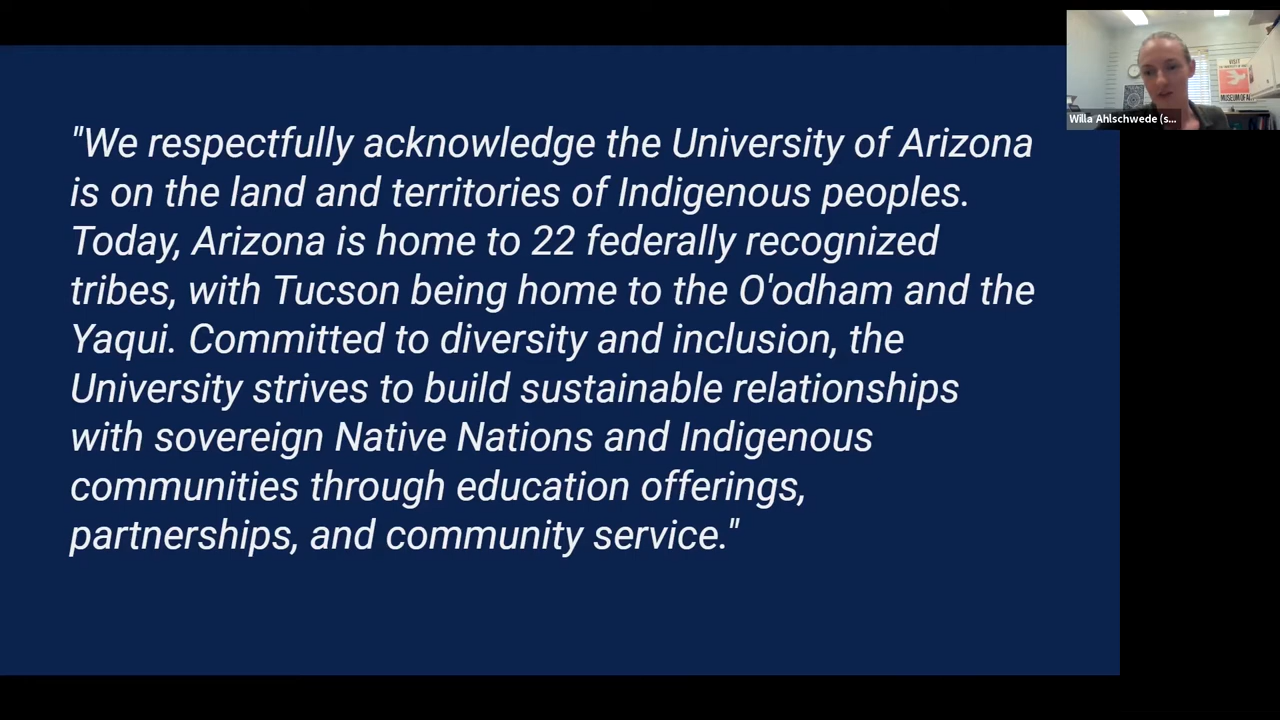 "We respectfully acknowledge the University of Arizona
is on the land and territories of Indigenous peoples.
Today, Arizona is home to 22 federally recognized
tribes, with Tucson being home to the O'odham and the
Yaqui. Committed to diversity and inclusion, the
University strives to build sustainable relationships
with sovereign Native Nations and Indigenous
communities through education offerings,
partnerships, and community service."
VISIT
MUSEUM OF A
Willa Ahlschwede (s...